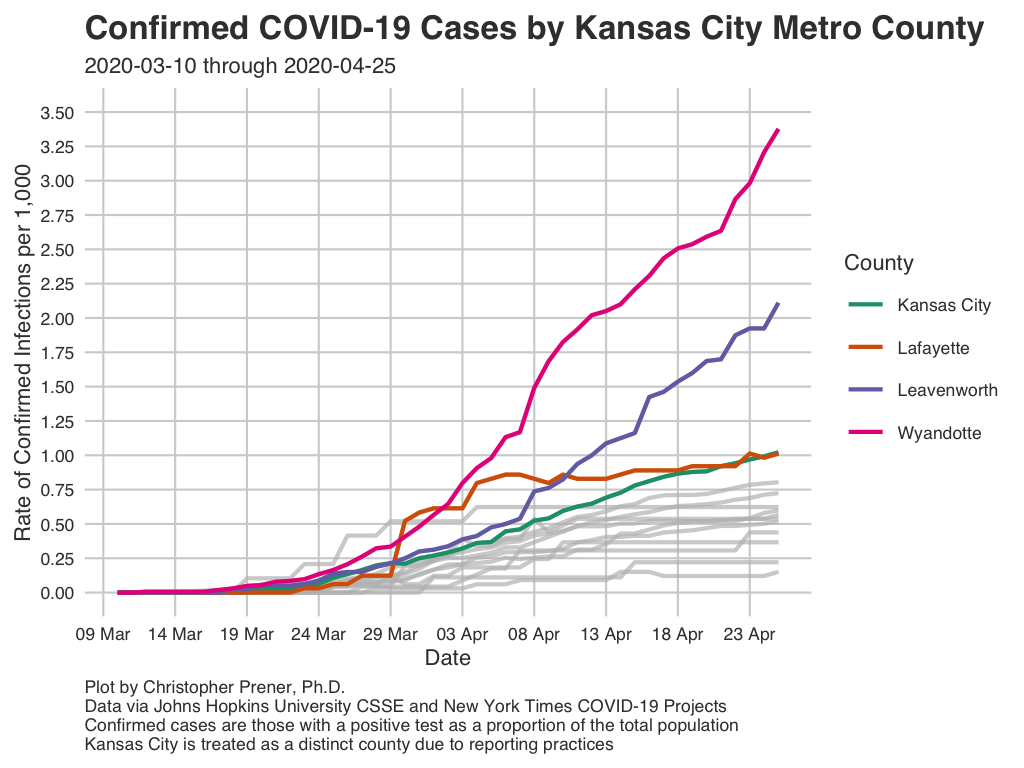 Confirmed COVID-19 Cases by Kansas City Metro County
2020-03-10 through 2020-04-25
Rate of Confirmed Infections per 1,000
3.50
3.25
3.00
2.75
2.50
2.25
2.00
1.75
1.50
1.25
1.00
0.75
0.50
0.25
0.00
09 Mar 14 Mar 19 Mar 24 Mar 29 Mar 03 Apr 08 Apr 13 Apr 18 Apr 23 Apr
Date
County
Kansas City
Lafayette
Leavenworth
Wyandotte
Plot by Christopher Prener, Ph.D.
Data via Johns Hopkins University CSSE and New York Times COVID-19 Projects
Confirmed cases are those with a positive test as a proportion of the total population
Kansas City is treated as a distinct county due to reporting practices